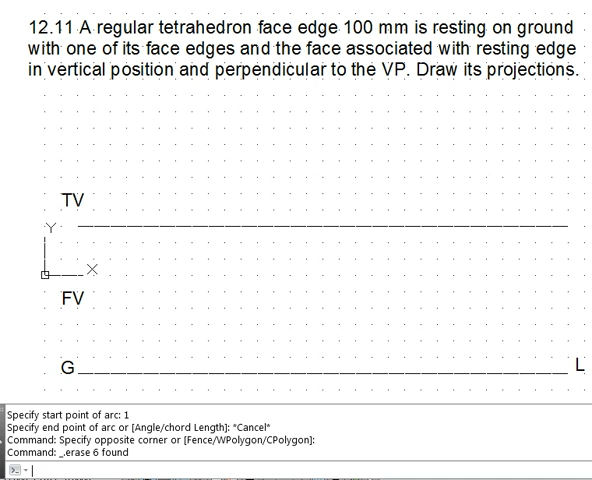 12.11 A regular tetrahedron face edge 100 mm is resting on ground
with one of its face edges and the face associated with resting edge
in vertical position and perpendicular to the VP. Draw its projections.
TV
Y
X
FV
G
L
Specify start point of arc: 1
Specify end point of arc or [Angle/chord Length]: *Cancel*
Command: Specify opposite corner or [Fence/WPolygon/CPolygon]:
Command: _.erase 6 found